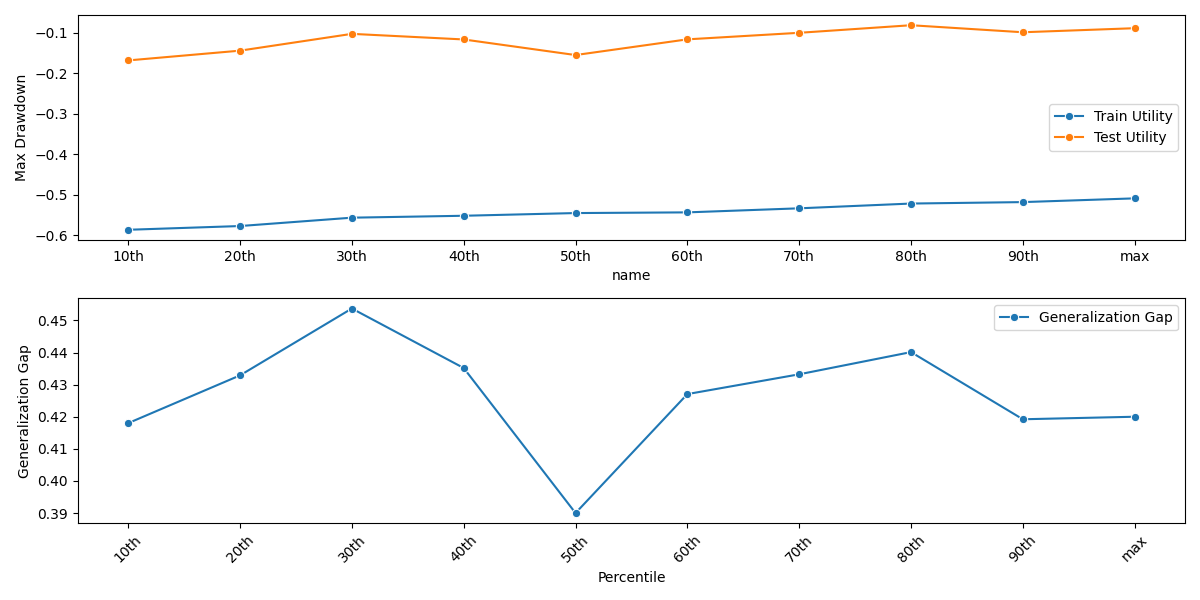 Max Drawdown
−0.1
−0.2
−0.3
−0.4
−0.5
−0.6
Train Utility
Test Utility
10th 20th 30th 40th 50th 60th 70th 80th 90th max
name
Generalization Gap
0.45
0.44
0.43
0.42
0.41
0.40
0.39
Generalization Gap
10th 20th 30th 40th 50th 60th 70th 80th 90th max
Percentile